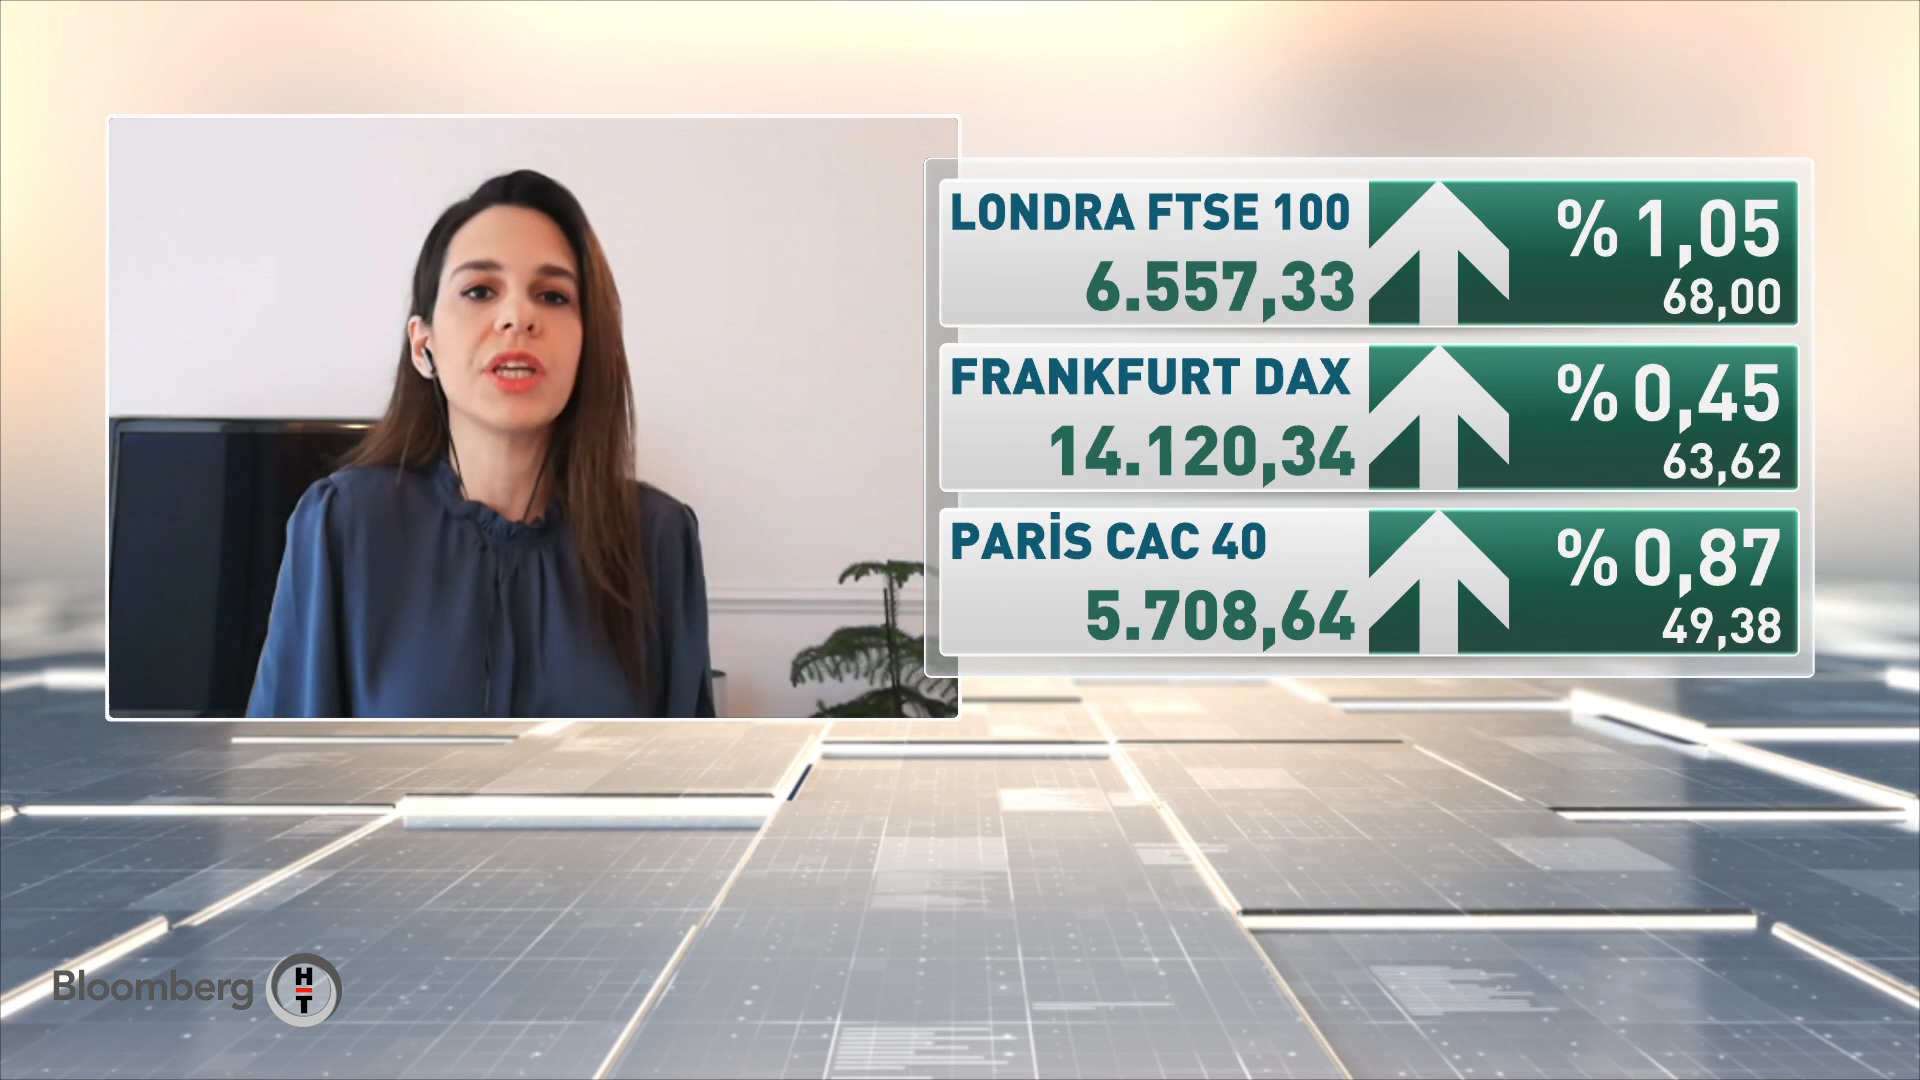 LONDRA FTSE 100
6.557,33
% 1,05
68,00
FRANKFURT DAX
14.120,34
% 0,45
63,62
PARİS CAC 40
5.708,64
% 0,87
49,38
Bloomberg HT